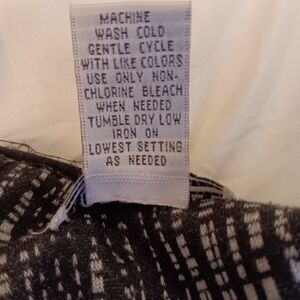 MACHINE
WASH COLD
GENTLE CYCLE
WITH LIKE COLORS
USE ONLY NON-
CHLORINE BLEACH
WHEN NEEDED
TUMBLE DRY LOW
IRON ON
LOWEST SETTING
AS NEEDED